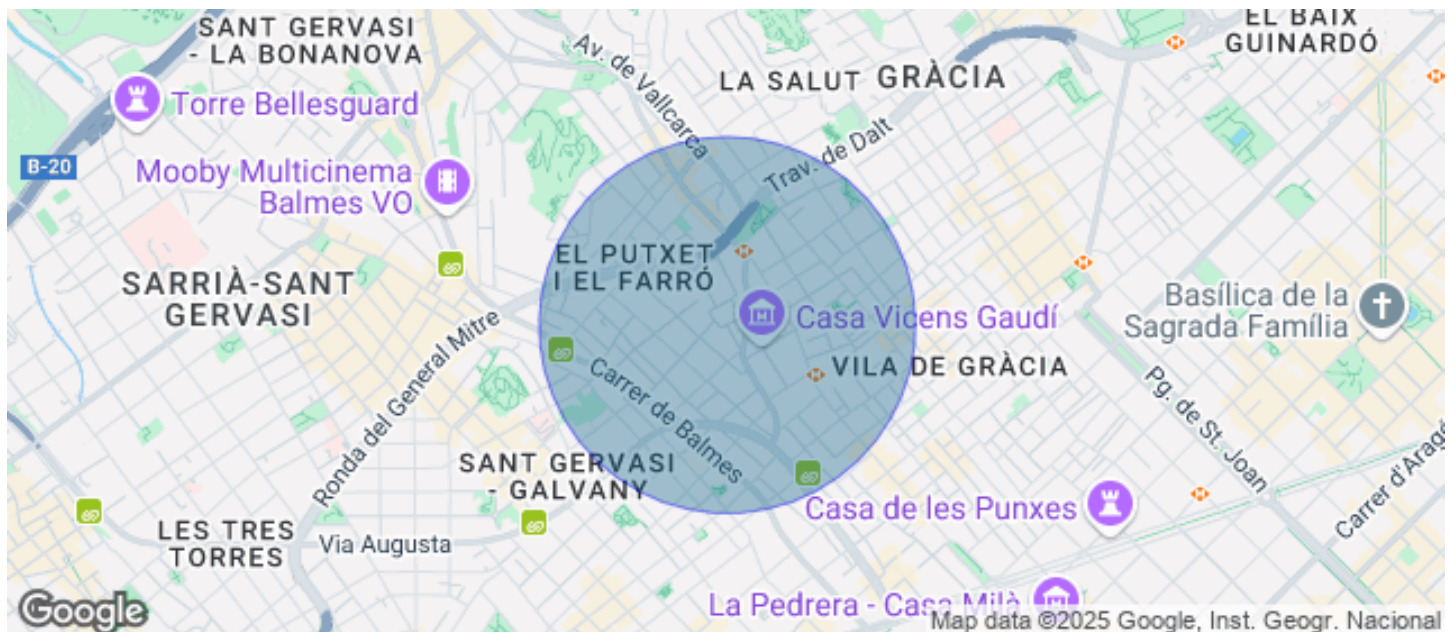 SANT GERVASI
- LA BONANOVA
Av. de Vallcarca
EL BAIX
GUINARDÓ
LA SALUT
GRÀCIA
Torre Bellesguard
B-20
Mooby Multicinema
Balmes VO
Trav. de Dalt
EL PUTXET
I EL FARRÓ
SARRIÀ-SANT
GERVASI
Casa Vicens Gaudí
Basílica de la
Sagrada Família
VILA DE GRÀCIA
Ronda del General Mitre
Carrer de Balmes
Pg. de St. Joan
SANT GERVASI
- GALVANY
Carrer d'Aragó
Casa de les Punxes
LES TRES
TORRES
Via Augusta
La Pedrera - Casa Milà
Google
Map data ©2025 Google, Inst. Geogr. Nacional